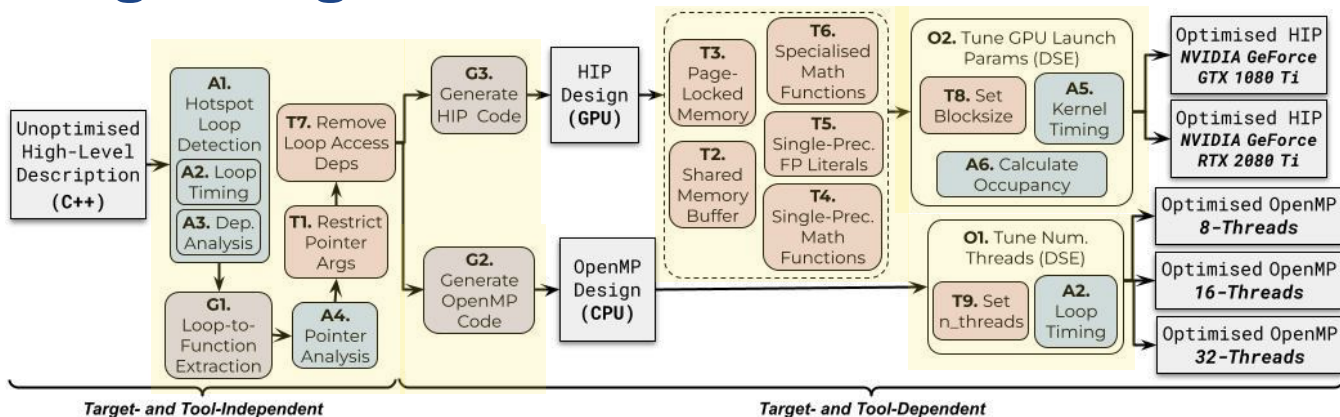 Unoptimised
High-Level
Description
(C++)
A1.
Hotspot
Loop
Detection
A2. Loop
Timing
A3. Dep.
Analysis
G1.
Loop-to-
Function
Extraction
T7. Remove
Loop Access
Deps
T1. Restrict
Pointer
Args
A4.
Pointer
Analysis
G3.
Generate
HIP Code
G2.
Generate
OpenMP
Code
HIP
Design
(GPU)
OpenMP
Design
(CPU)
T3.
Page-
Locked
Memory
T2.
Shared
Memory
Buffer
T6.
Specialised
Math
Functions
T5.
Single-Prec.
FP Literals
T4.
Single-Prec.
Math
Functions
O2. Tune GPU Launch
Params (DSE)
T8. Set
Blocksize
A5.
Kernel
Timing
A6. Calculate
Occupancy
O1. Tune Num.
Threads (DSE)
T9. Set
n_threads
A2.
Loop
Timing
Optimised HIP
NVIDIA GeForce
GTX 1080 Ti
Optimised HIP
NVIDIA GeForce
RTX 2080 Ti
Optimised OpenMP
8-Threads
Optimised OpenMP
16-Threads
Optimised OpenMP
32-Threads
Target- and Tool-Independent
Target- and Tool-Dependent